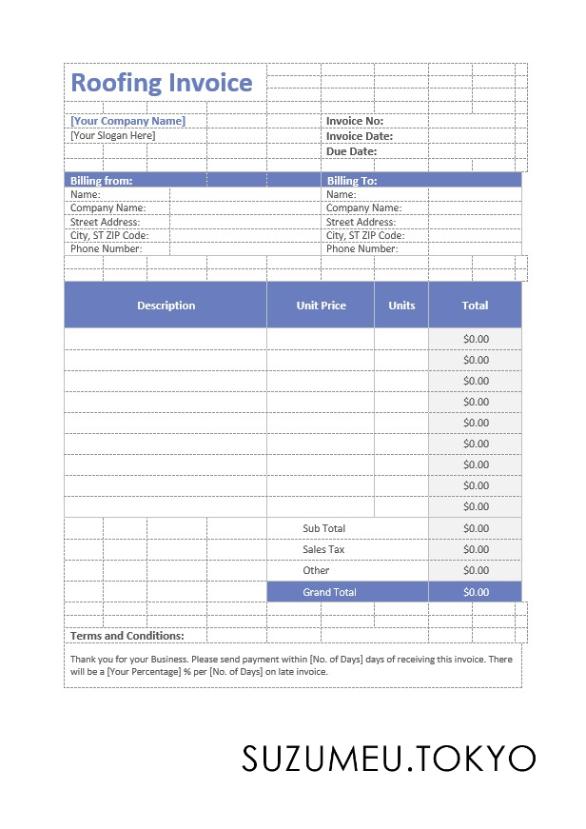 Roofing Invoice
[Your Company Name] Invoice No:
[Your Slogan Here] Invoice Date:
Due Date:
Billing from: Billing To:
Name: Name:
Company Name: Company Name:
Street Address: Street Address:
City, ST ZIP Code: City, ST ZIP Code:
Phone Number: Phone Number:
Description Unit Price Units Total
$0.00
$0.00
$0.00
$0.00
$0.00
$0.00
$0.00
$0.00
$0.00
Sub Total $0.00
Sales Tax $0.00
Other $0.00
Grand Total $0.00
Terms and Conditions:
Thank you for your Business. Please send payment within [No. of Days] days of receiving this invoice. There
will be a [Your Percentage] % per [No. of Days] on late invoice.
SUZUMEU.TOKYO